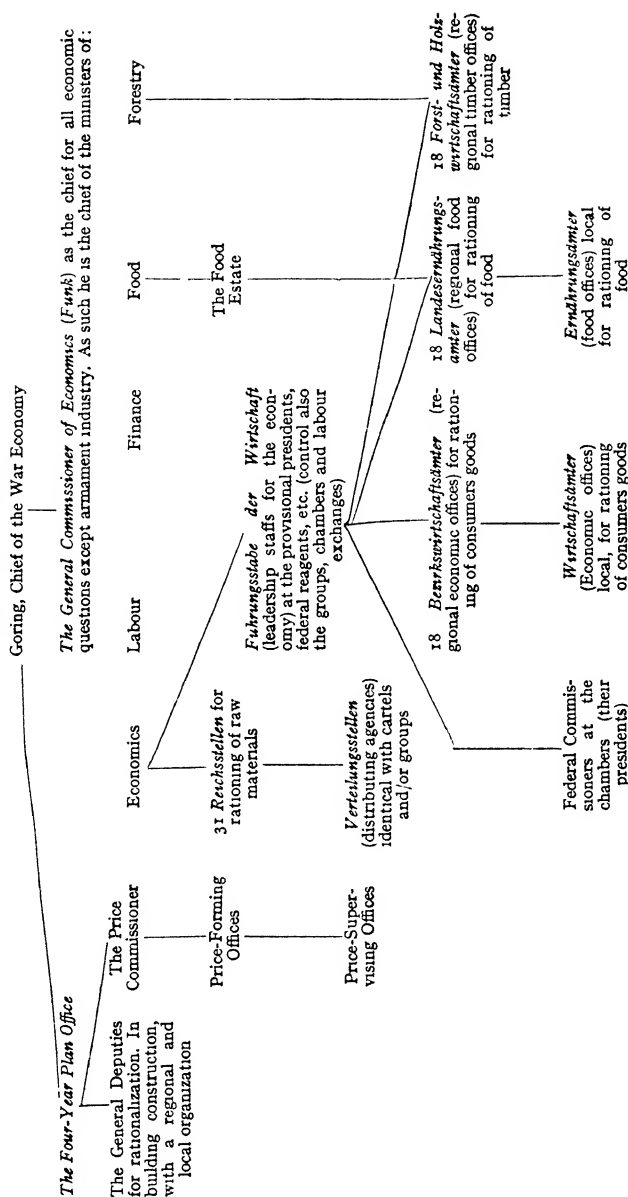 Goring, Chief of the War Economy
The Four-Year Plan Office
The General Commissioner of Economics (Funk) as the chief for all economic
questions except armament industry. As such he is the chief of the ministers of:
The General Deputies
for rationalization. In
building construction,
with a regional and
local organization
The Price
Commissioner
Price-Forming
Offices
Price-Super-
vising Offices
Economics
Labour
Finance
Food
Forestry
31 Reichsstellen for
rationing of raw
materials
Verteilungsstellen
(distributing agencies)
identical with cartels
and/or groups
Fuhrungsstabe der Wirtschaft
(leadership staffs for the econ-
omy) at the provisional presidents,
federal reagents, etc. (control also
the groups, chambers and labour
exchanges)
The Food
Estate
Federal Commis-
sioners at the
chambers (their
presidents)
18 Bezirkswirtschaftsämter (re-
gional economic offices) for ration-
ing of consumers goods
Wirtschaftsämter
(Economic offices)
local, for rationing
of consumers goods
18 Landesernährungs-
amter (regional food
offices) for rationing
of food
Ernährungsämter
(food offices) local
for rationing of
food
18 Forst- und Holz-
wirtschaftsämter (re-
gional timber offices)
for rationing of
timber